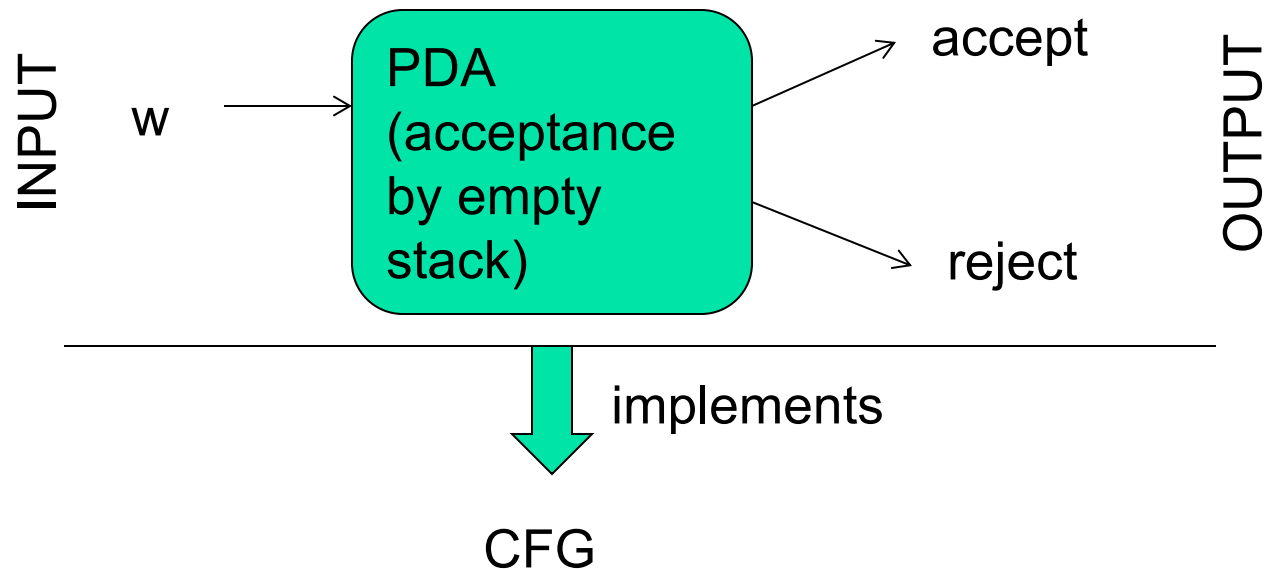 INPUT
w
PDA
(acceptance
by empty
stack)
accept
reject
OUTPUT
implements
CFG